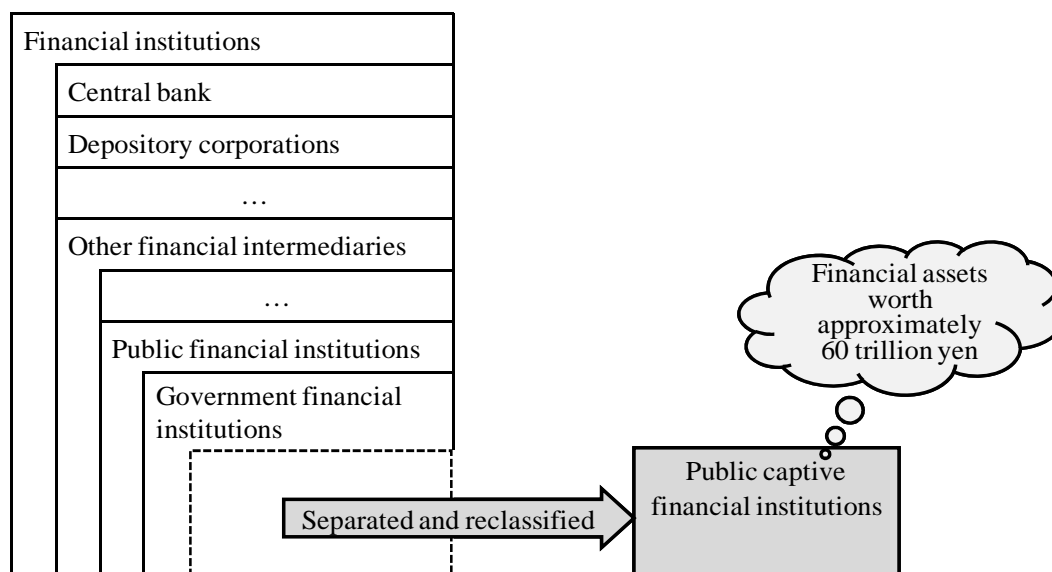 Financial institutions
Central bank
Depository corporations
…
Other financial intermediaries
…
Public financial institutions
Government financial
institutions
Separated and reclassified
Financial assets
worth
approximately
60 trillion yen
Public captive
financial institutions